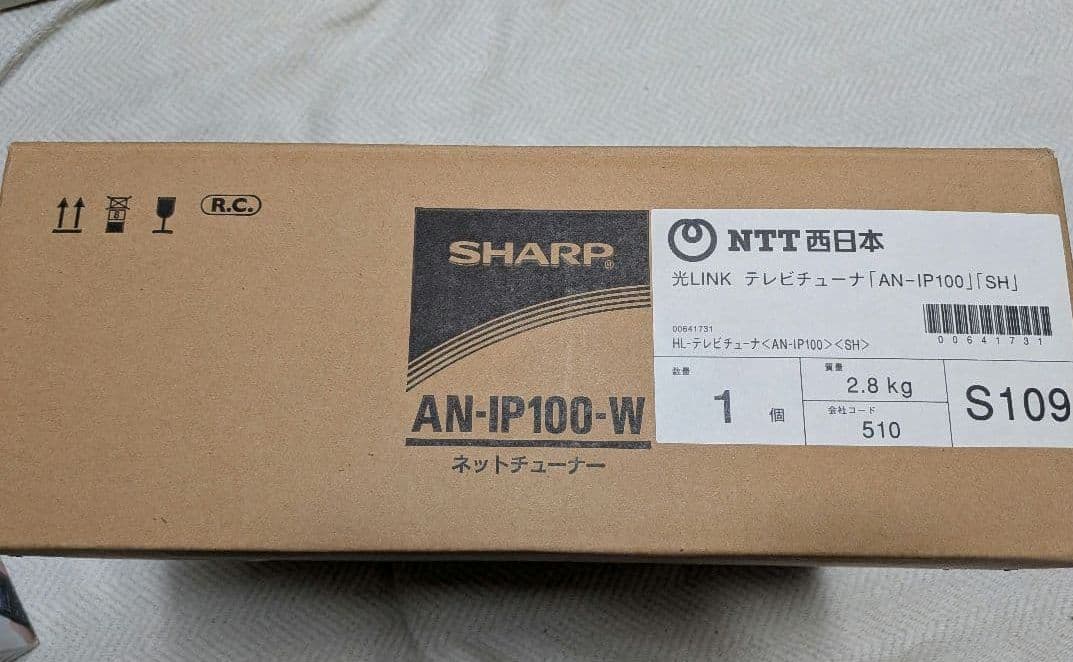 R.C.
SHARP®
AN-IP100-W
ネットチューナー
NTT西日本
光LINK テレビチューナ「AN-IP100」「SH」
00641731
00641731
HL-テレビチューナ<AN-IP100><SH>
数量
1 個
質量
2.8 kg
会社コード
510
S109